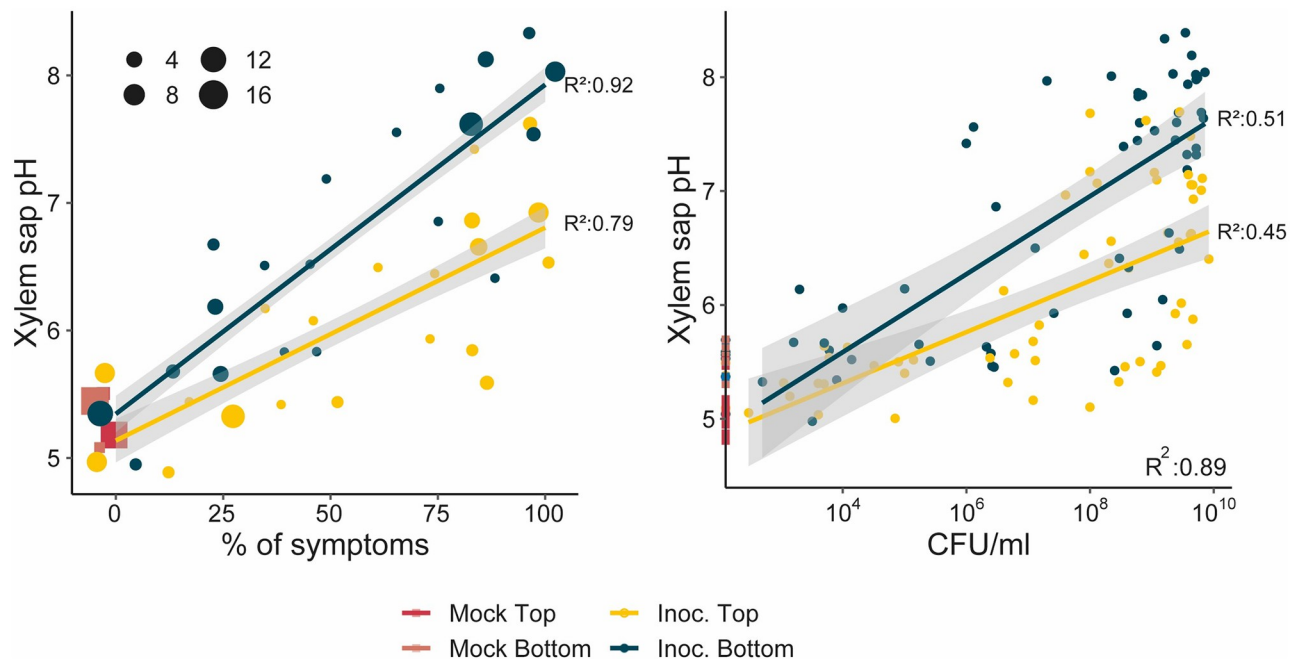 4 12
8 16
8
7
6
5
Xylem sap pH
R²:0.92
R²:0.79
0 25 50 75 100
% of symptoms
8
7
6
5
Xylem sap pH
R²:0.51
R²:0.45
R²:0.89
10⁴ 10⁶ 10⁸ 10¹⁰
CFU/ml
Mock Top Inoc. Top
Mock Bottom Inoc. Bottom